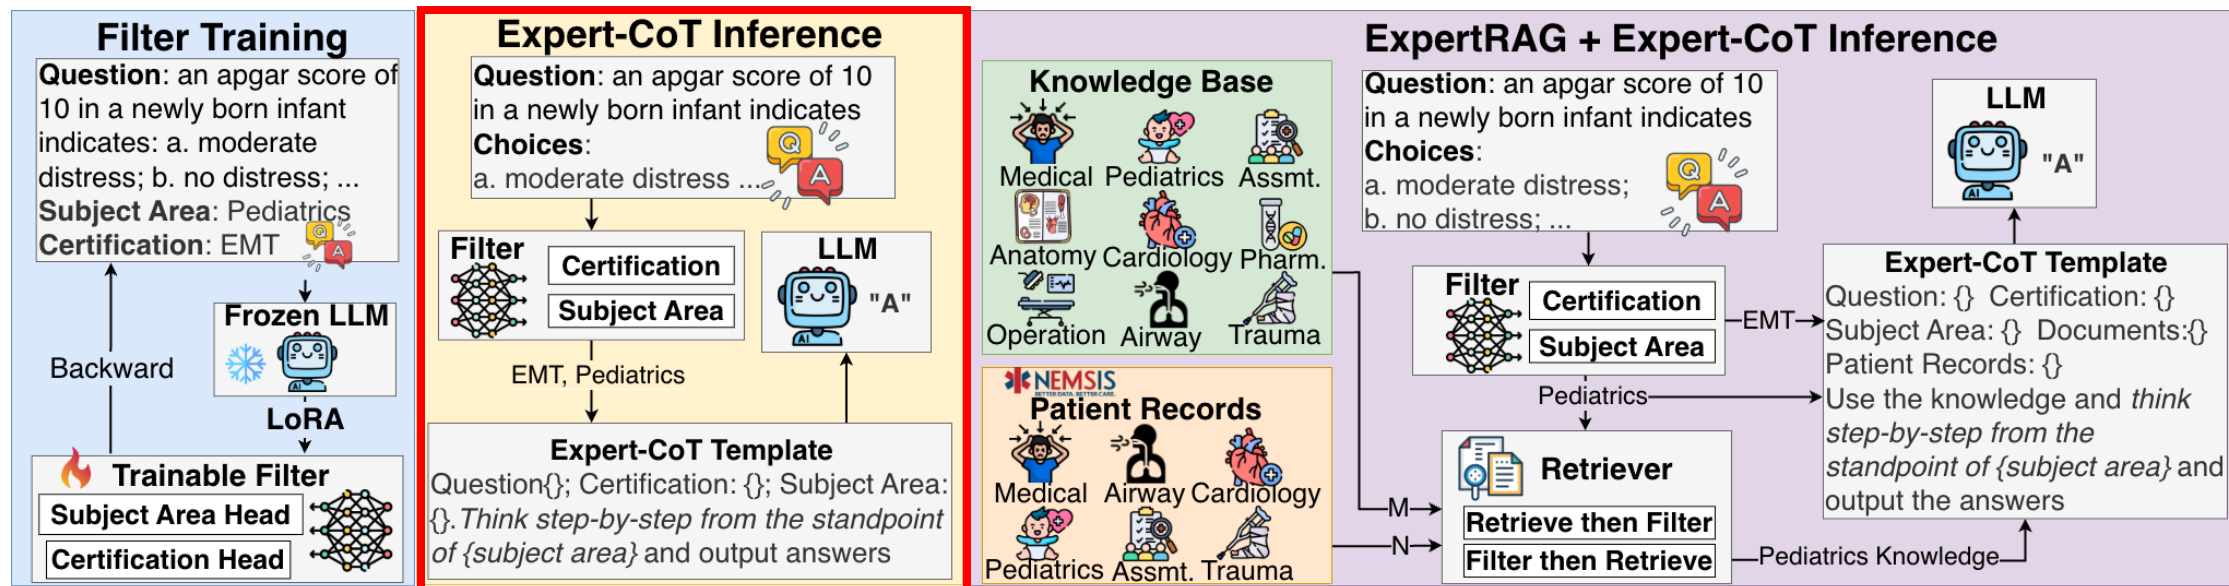 Filter Training
Question: an apgar score of
10 in a newly born infant
indicates: a. moderate
distress; b. no distress; ...
Subject Area: Pediatrics
Certification: EMT
Q
A
Backward
Frozen LLM
AI
LoRA
Trainable Filter
Subject Area Head
Certification Head
Expert-CoT Inference
Question: an apgar score of 10
in a newly born infant indicates
Choices:
a. moderate distress ...
Q
A
Filter
Certification
Subject Area
LLM
"A"
AI
EMT, Pediatrics
Expert-CoT Template
Question{}; Certification: {}; Subject Area:
{}.Think step-by-step from the standpoint
of {subject area} and output answers
ExpertRAG + Expert-CoT Inference
Knowledge Base
Medical Pediatrics Assmt.
Anatomy Cardiology Pharm.
Operation Airway Trauma
NEMSIS
BETTER DATA. BETTER CARE.
Patient Records
Medical Airway Cardiology
Pediatrics Assmt. Trauma
M
N
Question: an apgar score of 10
in a newly born infant indicates
Choices:
a. moderate distress;
b. no distress; ...
Q
A
Filter
Certification
Subject Area
EMT
Pediatrics
Retriever
Retrieve then Filter
Filter then Retrieve
Pediatrics Knowledge
LLM
"A"
AI
Expert-CoT Template
Question: {} Certification: {}
Subject Area: {} Documents:{}
Patient Records: {}
Use the knowledge and think
step-by-step from the
standpoint of {subject area} and
output the answers